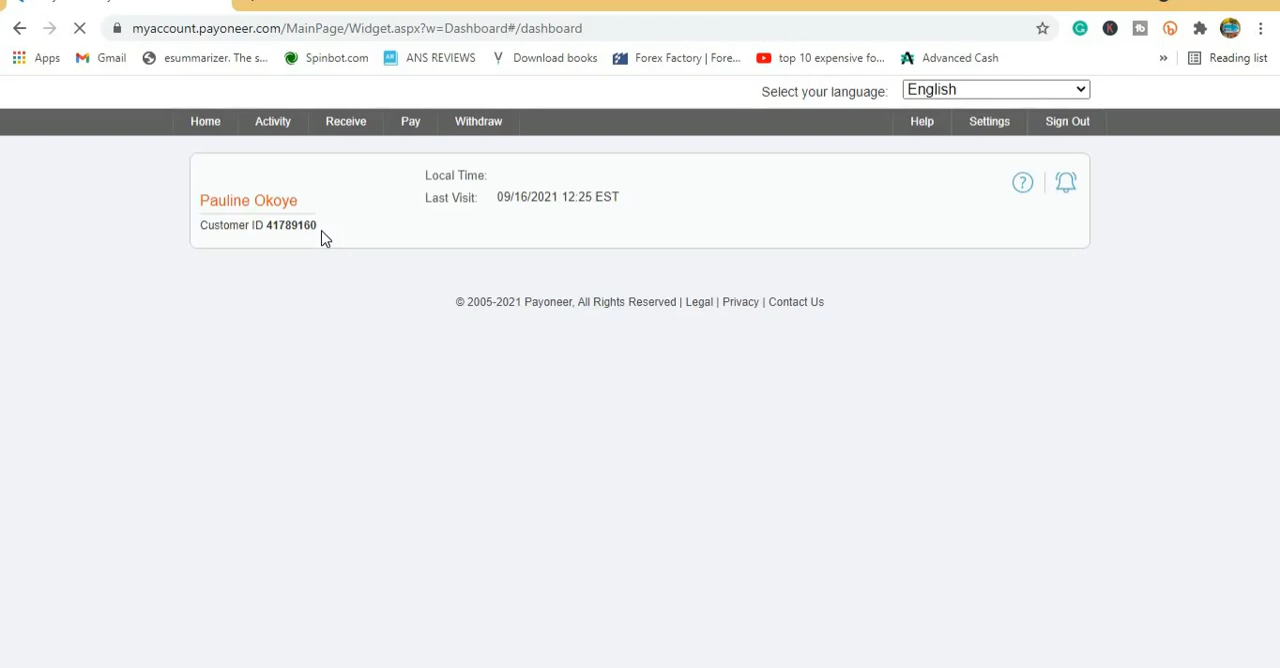 myaccount.payoneer.com/MainPage/Widget.aspx?w=Dashboard#/dashboard
Apps Gmail esummarizer. The s... Spinbot.com ANS REVIEWS Download books Forex Factory | Fore... top 10 expensive fo... Advanced Cash » Reading list
Select your language: English
Home Activity Receive Pay Withdraw Help Settings Sign Out
Local Time:
Pauline Okoye
Last Visit: 09/16/2021 12:25 EST
Customer ID 41789160
© 2005-2021 Payoneer, All Rights Reserved | Legal | Privacy | Contact Us